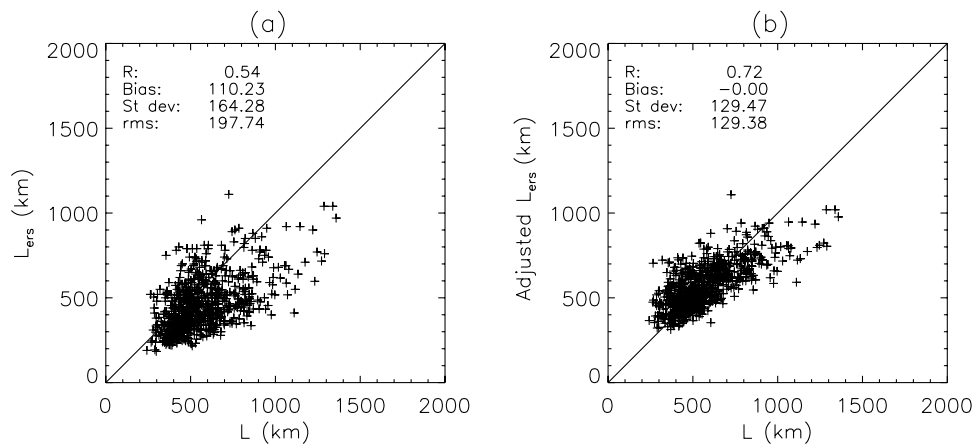 (a)
2000
1500
1000
500
0
L_ers (km)
R: 0.54
Bias: 110.23
St dev: 164.28
rms: 197.74
0 500 1000 1500 2000
L (km)
(b)
2000
1500
1000
500
0
Adjusted L_ers (km)
R: 0.72
Bias: −0.00
St dev: 129.47
rms: 129.38
0 500 1000 1500 2000
L (km)